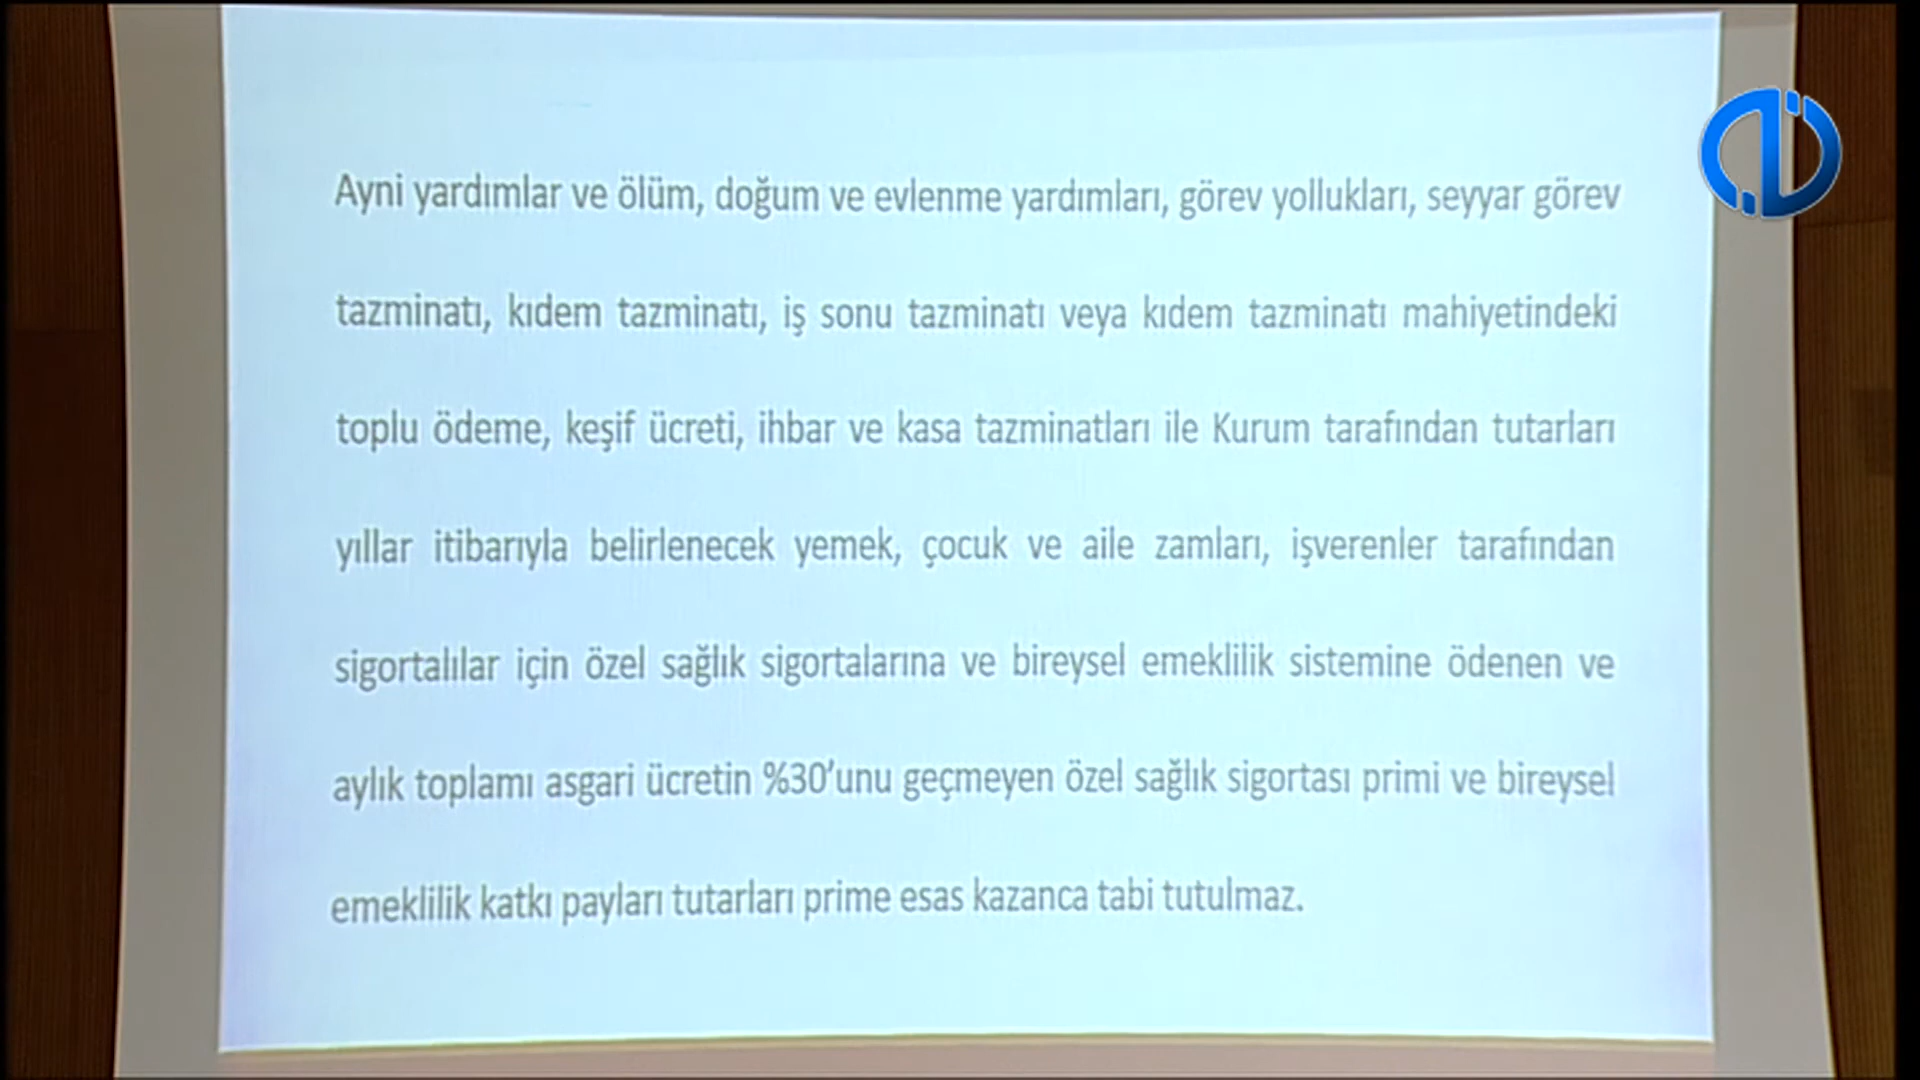 Ayni yardımlar ve ölüm, doğum ve evlenme yardımları, görev yollukları, seyyar görev
tazminatı, kıdem tazminatı, iş sonu tazminatı veya kıdem tazminatı mahiyetindeki
toplu ödeme, keşif ücreti, ihbar ve kasa tazminatları ile Kurum tarafından tutarları
yıllar itibarıyla belirlenecek yemek, çocuk ve aile zamları, işverenler tarafından
sigortalılar için özel sağlık sigortalarına ve bireysel emeklilik sistemine ödenen ve
aylık toplamı asgari ücretin %30’unu geçmeyen özel sağlık sigortası primi ve bireysel
emeklilik katkı payları tutarları prime esas kazanca tabi tutulmaz.